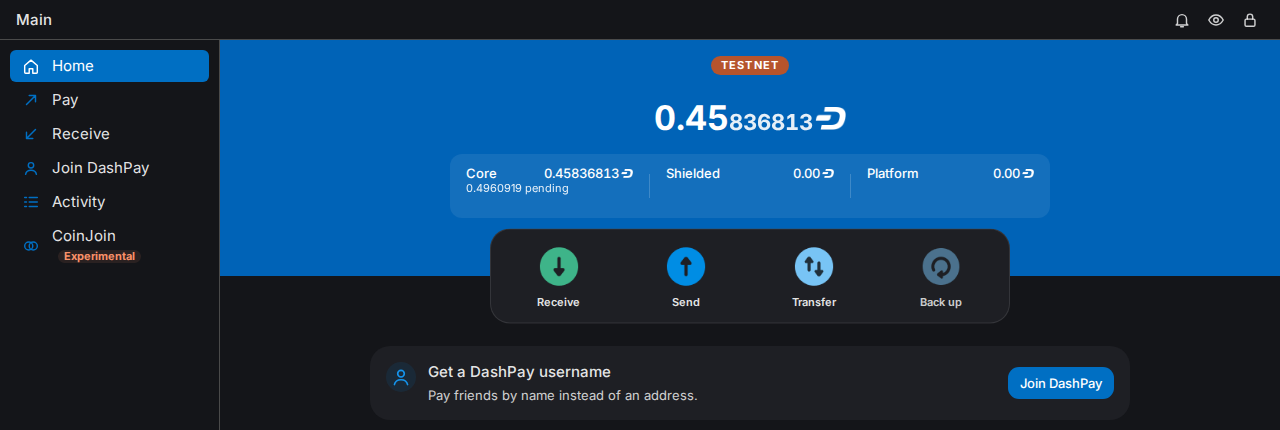 Main
Home
Pay
Receive
Join DashPay
Activity
CoinJoin
Experimental
TESTNET
0.45836813
Core 0.45836813
0.4960919 pending
Shielded 0.00
Platform 0.00
Receive
Send
Transfer
Back up
Get a DashPay username
Pay friends by name instead of an address.
Join DashPay